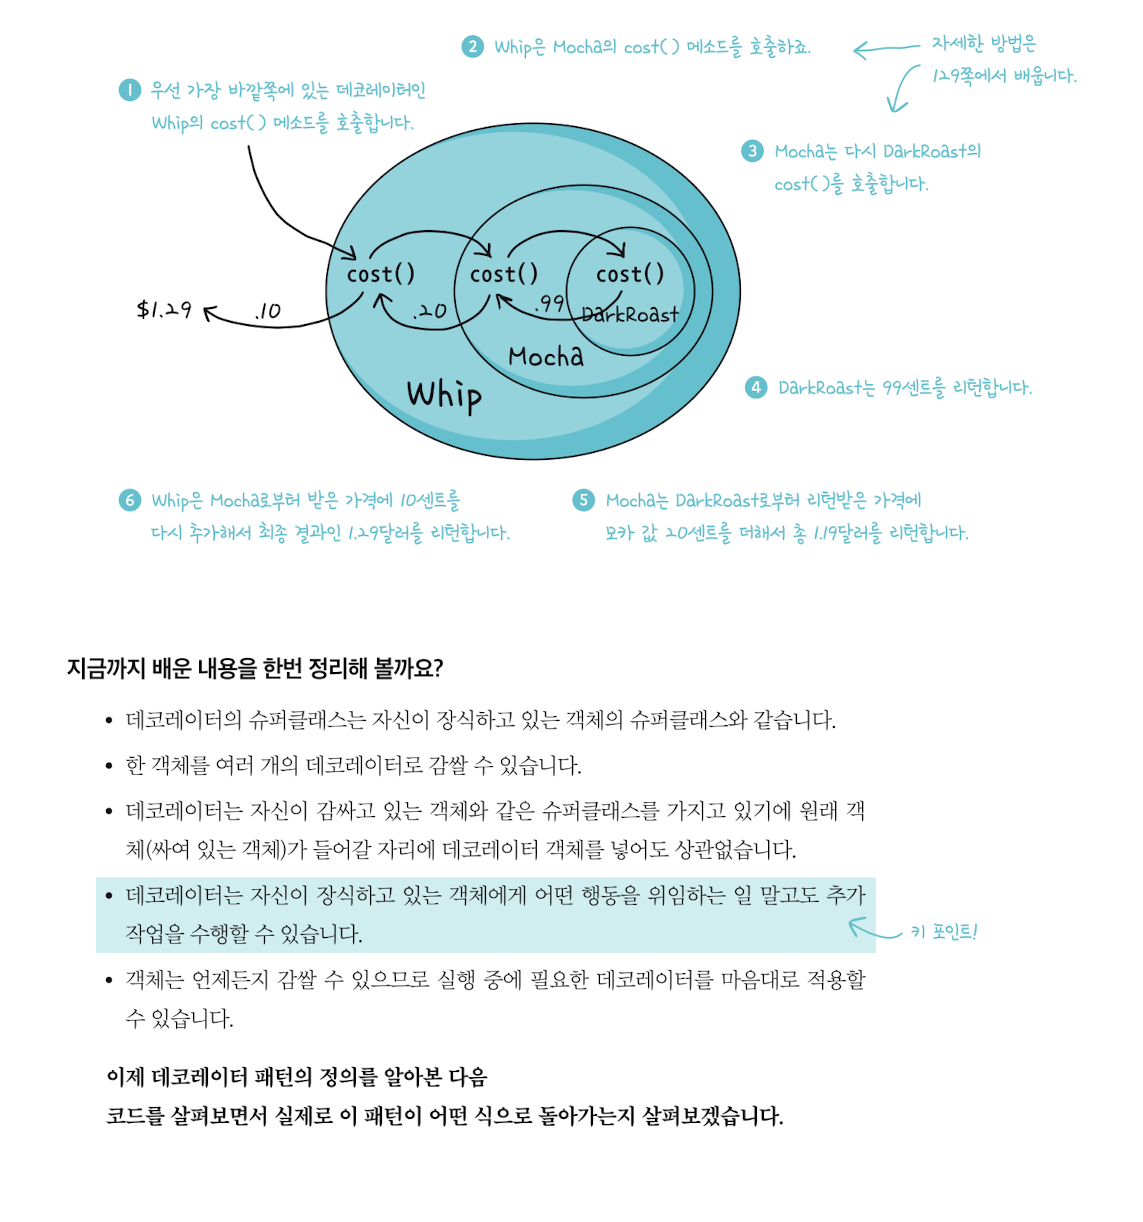 ❶ 우선 가장 바깥쪽에 있는 데코레이터인
Whip의 cost( ) 메소드를 호출합니다.
❷ Whip은 Mocha의 cost( ) 메소드를 호출하죠.
자세한 방법은
129쪽에서 배웁니다.
❸ Mocha는 다시 DarkRoast의
cost( )를 호출합니다.
cost() cost() cost()
$1.29 .10 .20 .99 DarkRoast
Mocha
Whip
❹ DarkRoast는 99센트를 리턴합니다.
❻ Whip은 Mocha로부터 받은 가격에 10센트를
다시 추가해서 최종 결과인 1.29달러를 리턴합니다.
❺ Mocha는 DarkRoast로부터 리턴받은 가격에
모카 값 20센트를 더해서 총 1.19달러를 리턴합니다.
지금까지 배운 내용을 한번 정리해 볼까요?
• 데코레이터의 슈퍼클래스는 자신이 장식하고 있는 객체의 슈퍼클래스와 같습니다.
• 한 객체를 여러 개의 데코레이터로 감쌀 수 있습니다.
• 데코레이터는 자신이 감싸고 있는 객체와 같은 슈퍼클래스를 가지고 있기에 원래 객
체(싸여 있는 객체)가 들어갈 자리에 데코레이터 객체를 넣어도 상관없습니다.
• 데코레이터는 자신이 장식하고 있는 객체에게 어떤 행동을 위임하는 일 말고도 추가
작업을 수행할 수 있습니다.
키 포인트!
• 객체는 언제든지 감쌀 수 있으므로 실행 중에 필요한 데코레이터를 마음대로 적용할
수 있습니다.
이제 데코레이터 패턴의 정의를 알아본 다음
코드를 살펴보면서 실제로 이 패턴이 어떤 식으로 돌아가는지 살펴보겠습니다.